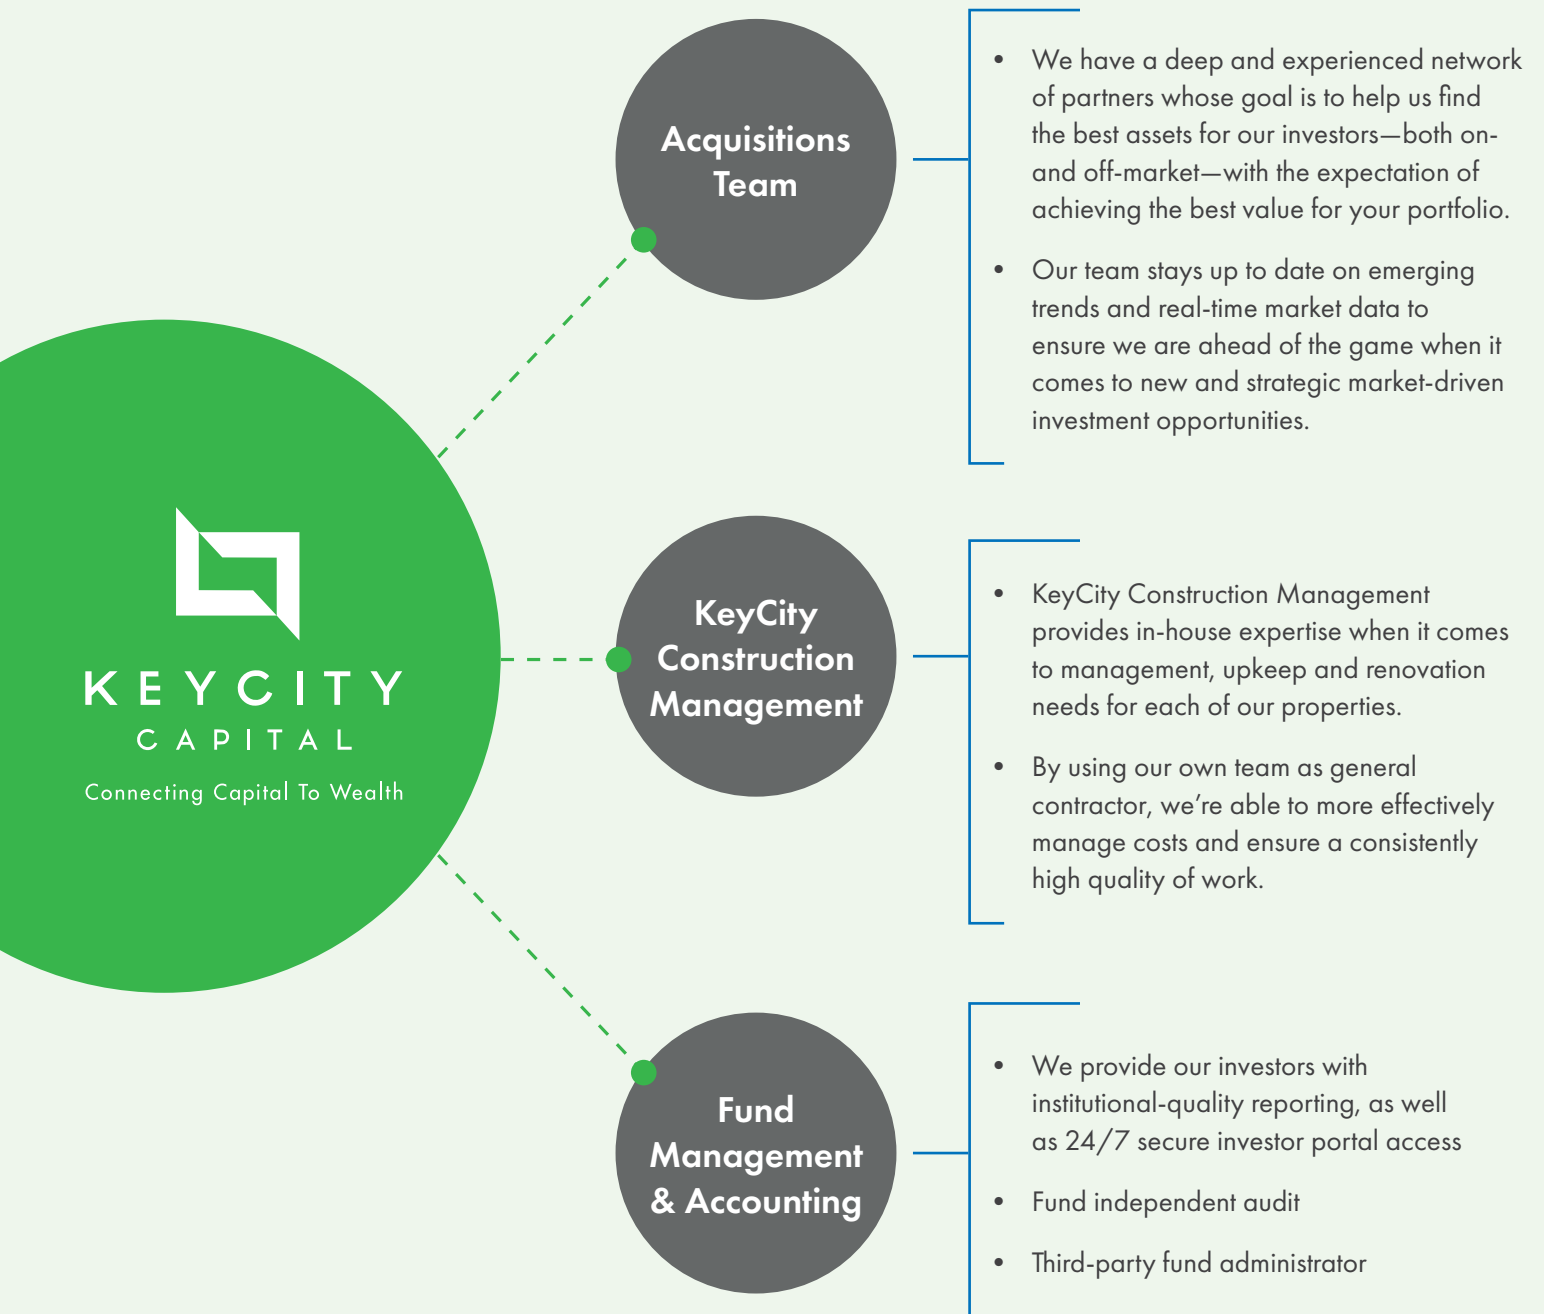 KEYCITY
CAPITAL
Connecting Capital To Wealth
Acquisitions
Team
• We have a deep and experienced network
of partners whose goal is to help us find
the best assets for our investors—both on-
and off-market—with the expectation of
achieving the best value for your portfolio.
• Our team stays up to date on emerging
trends and real-time market data to
ensure we are ahead of the game when it
comes to new and strategic market-driven
investment opportunities.
KeyCity
Construction
Management
• KeyCity Construction Management
provides in-house expertise when it comes
to management, upkeep and renovation
needs for each of our properties.
• By using our own team as general
contractor, we’re able to more effectively
manage costs and ensure a consistently
high quality of work.
Fund
Management
& Accounting
• We provide our investors with
institutional-quality reporting, as well
as 24/7 secure investor portal access
• Fund independent audit
• Third-party fund administrator